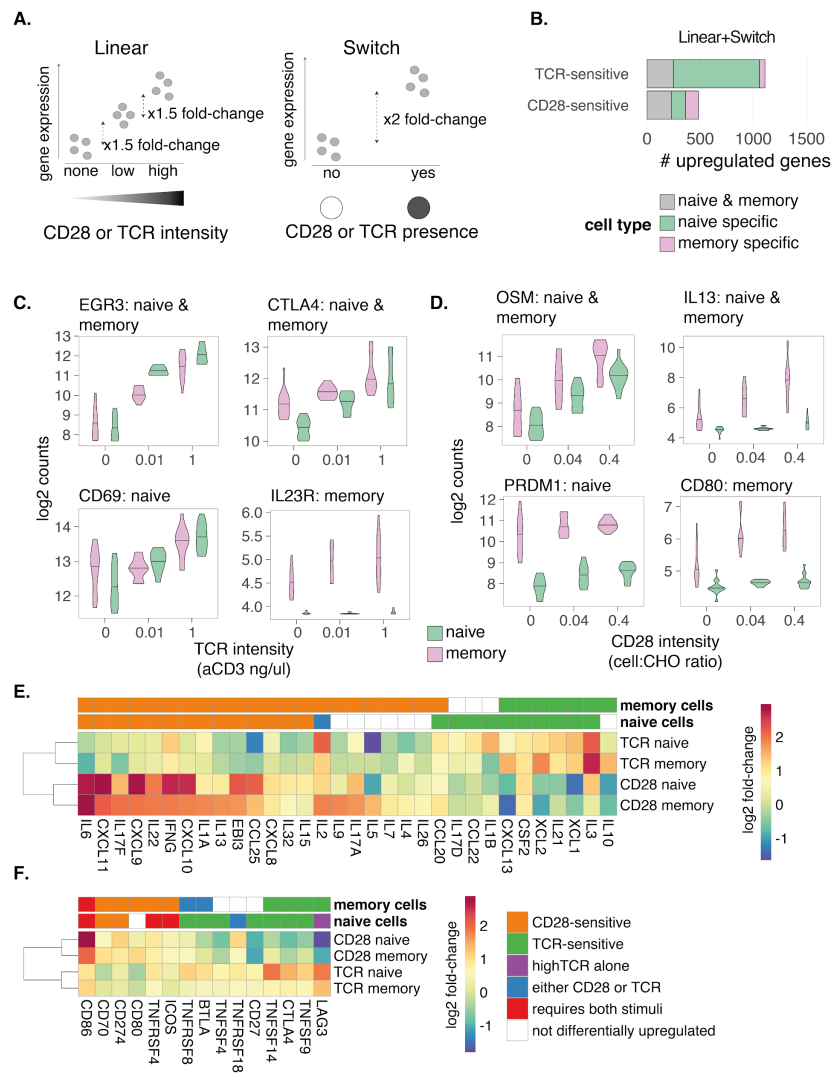 A.
Linear
Switch
gene expression
x1.5 fold-change
x1.5 fold-change
none low high
CD28 or TCR intensity
gene expression
x2 fold-change
no yes
CD28 or TCR presence
B.
Linear+Switch
TCR-sensitive
CD28-sensitive
0 500 1000 1500
# upregulated genes
cell type
naive & memory
naive specific
memory specific
C.
EGR3: naive &
memory
13
12
11
10
9
8
0 0.01 1
CTLA4: naive &
memory
13
12
11
10
0 0.01 1
log2 counts
CD69: naive
14
13
12
0 0.01 1
IL23R: memory
6.0
5.5
5.0
4.5
4.0
0 0.01 1
TCR intensity
(aCD3 ng/ul)
naive
memory
D.
OSM: naive &
memory
11
10
9
8
0 0.04 0.4
IL13: naive &
memory
10
8
6
4
0 0.04 0.4
log2 counts
PRDM1: naive
12
11
10
9
8
0 0.04 0.4
CD80: memory
7
6
5
0 0.04 0.4
CD28 intensity
(cell:CHO ratio)
E.
memory cells
naive cells
TCR naive
TCR memory
CD28 naive
CD28 memory
IL6
CXCL11
IL17F
CXCL9
IL22
IFNG
CXCL10
IL1A
IL13
EBI3
CCL25
CXCL8
IL32
IL15
IL2
IL9
IL17A
IL5
IL7
IL4
IL26
CCL20
IL17D
CCL22
IL1B
CXCL13
CSF2
XCL2
IL21
XCL1
IL3
IL10
log2 fold-change
2
1
0
-1
F.
memory cells
naive cells
CD28 naive
CD28 memory
TCR naive
TCR memory
CD86
CD70
CD274
CD80
TNFRSF4
ICOS
TNFRSF8
BTLA
TNFSF4
TNFRSF18
CD27
TNFSF14
CTLA4
TNFSF9
LAG3
log2 fold-change
2
1
0
-1
CD28-sensitive
TCR-sensitive
highTCR alone
either CD28 or TCR
requires both stimuli
not differentially upregulated